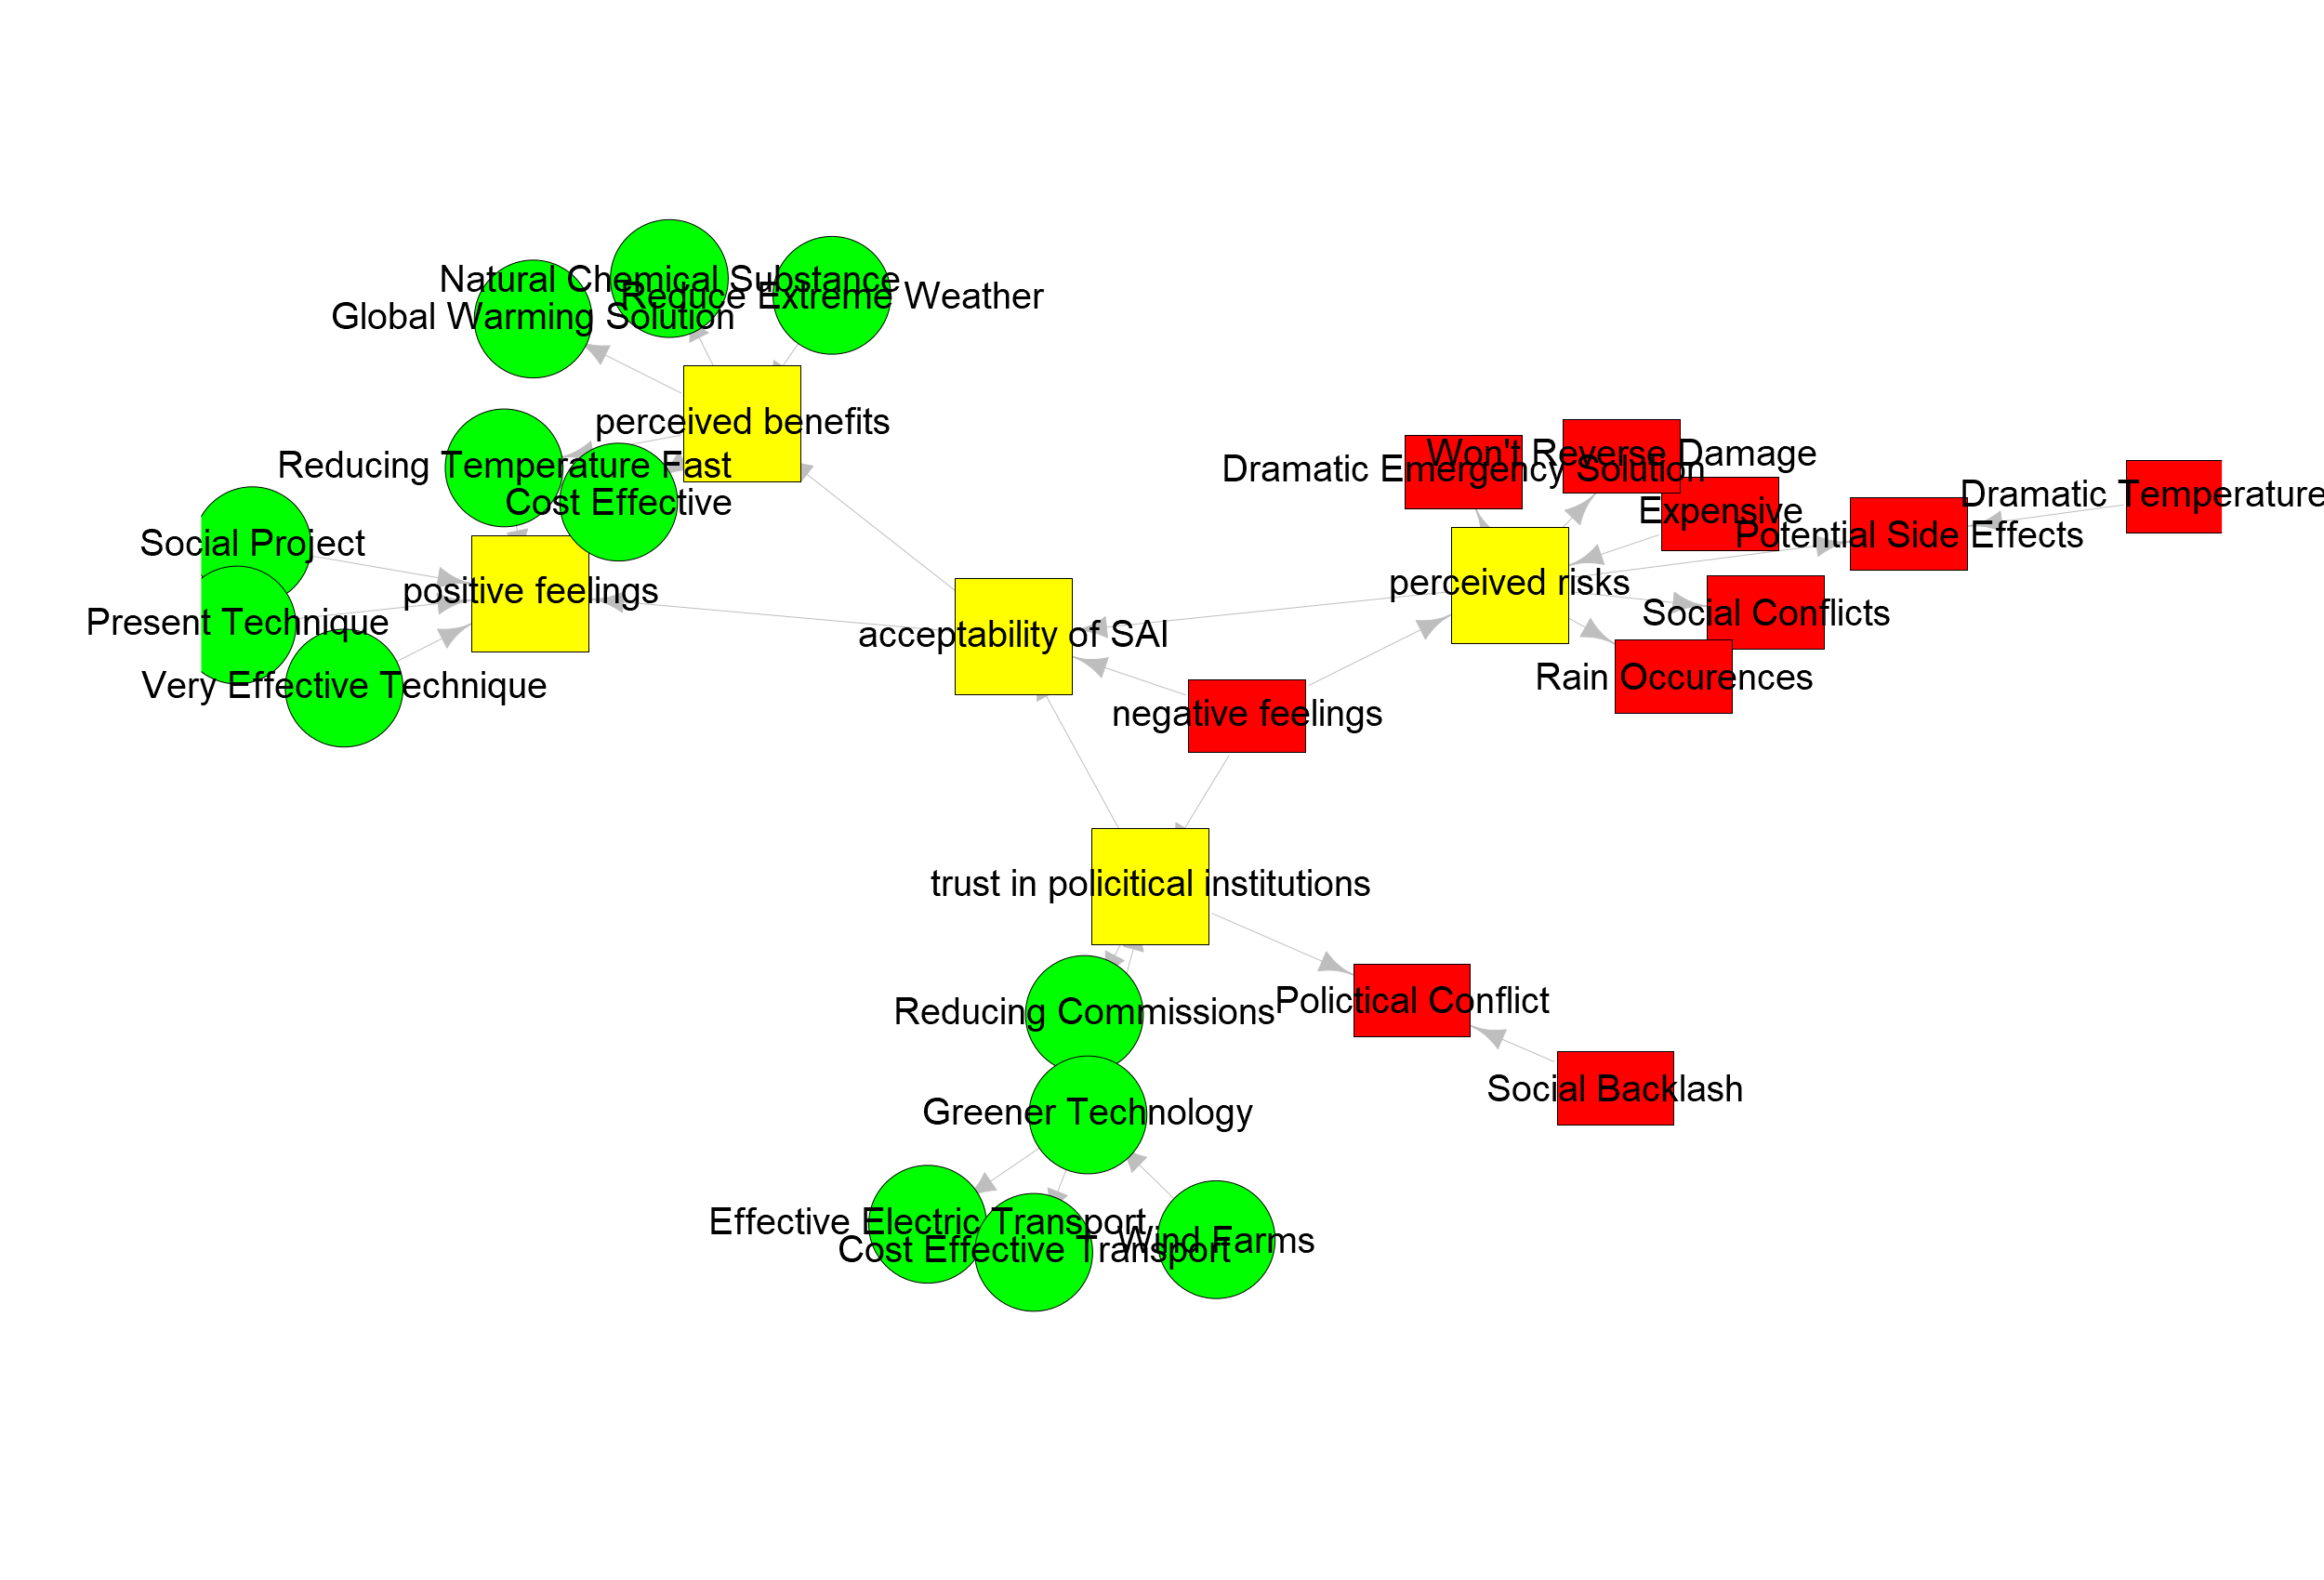 Natural Chemical Substance
Reduce Extreme Weather
Global Warming Solution
perceived benefits
Reducing Temperature Fast
Cost Effective
Won't Reverse Damage
Dramatic Emergency Solution
Dramatic Temperature
Expensive
Potential Side Effects
Social Project
positive feelings
perceived risks
Present Technique
Social Conflicts
acceptability of SAI
Very Effective Technique
Rain Occurences
negative feelings
trust in policitical institutions
Polictical Conflict
Reducing Commissions
Social Backlash
Greener Technology
Effective Electric Transport
Wind Farms
Cost Effective Transport